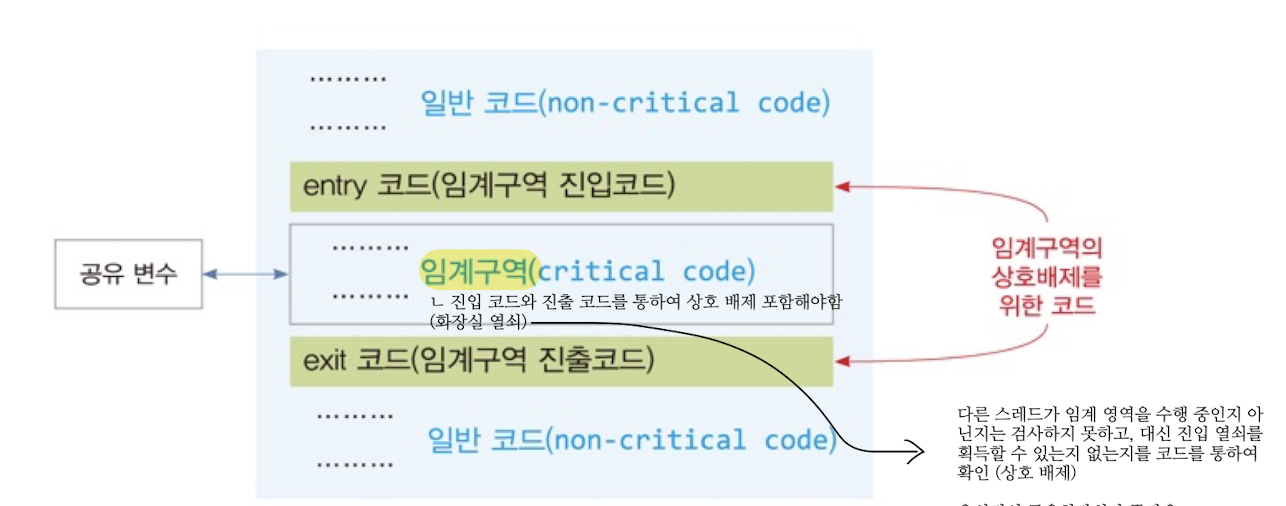 ………
일반 코드(non-critical code)
………
entry 코드(임계구역 진입코드)
공유 변수
………
임계구역(critical code)
………
ㄴ 진입 코드와 진출 코드를 통하여 상호 배제 포함해야함
(화장실 열쇠)
exit 코드(임계구역 진출코드)
………
일반 코드(non-critical code)
………
임계구역의
상호배제를
위한 코드
다른 스레드가 임계 영역을 수행 중인지 아
닌지는 검사하지 못하고, 대신 진입 열쇠를
획득할 수 있는지 없는지를 코드를 통하여
확인 (상호 배제)